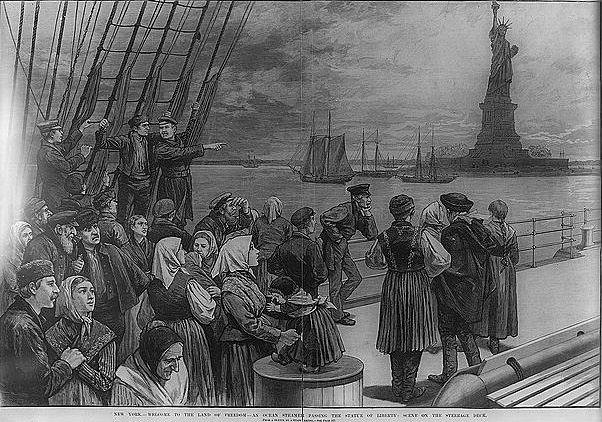 NEW YORK.—WELCOME TO THE LAND OF FREEDOM—AN OCEAN STEAMER PASSING THE STATUE OF LIBERTY: SCENE ON THE STEERAGE DECK.
FROM A SKETCH BY A STAFF ARTIST.—SEE PAGE